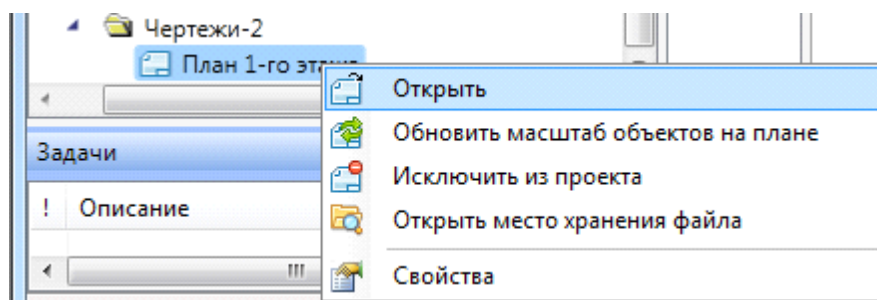 Чертежи-2
План 1-го этажа
Открыть
Обновить масштаб объектов на плане
Задачи
Исключить из проекта
! Описание
Открыть место хранения файла
Свойства